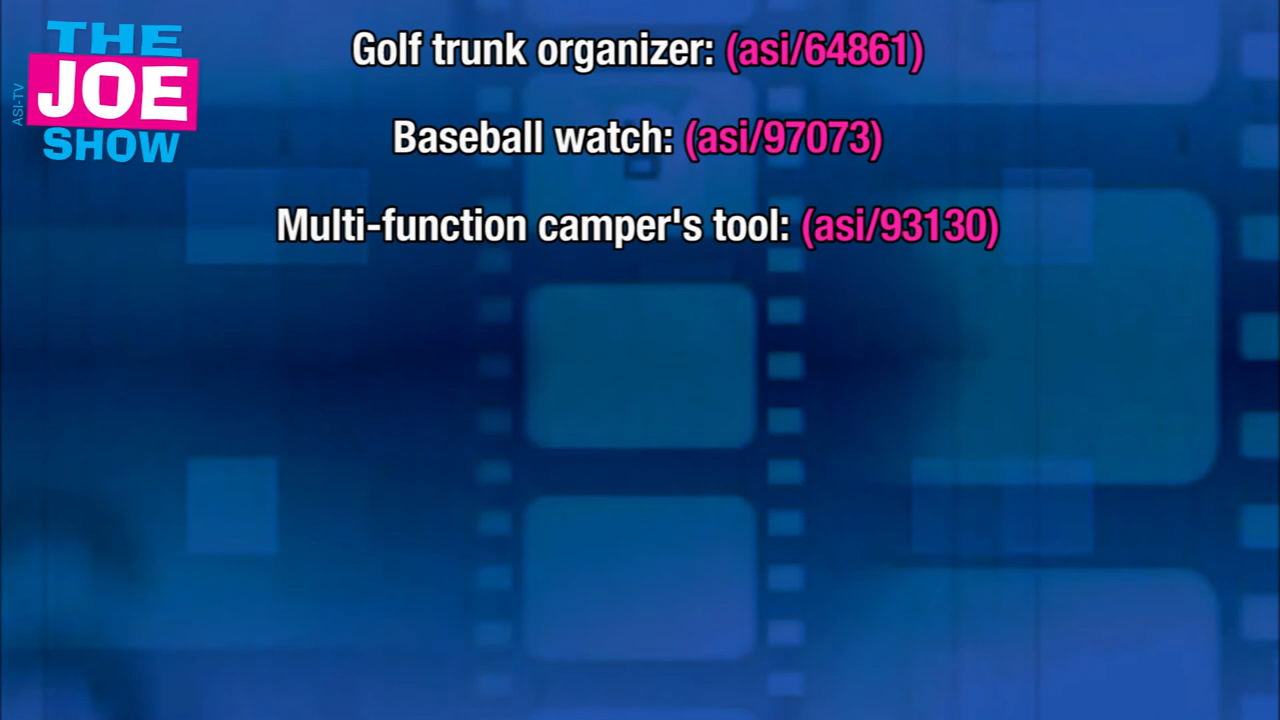 THE
JOE
SHOW
ASI-TV
Golf trunk organizer: (asi/64861)
Baseball watch: (asi/97073)
Multi-function camper's tool: (asi/93130)